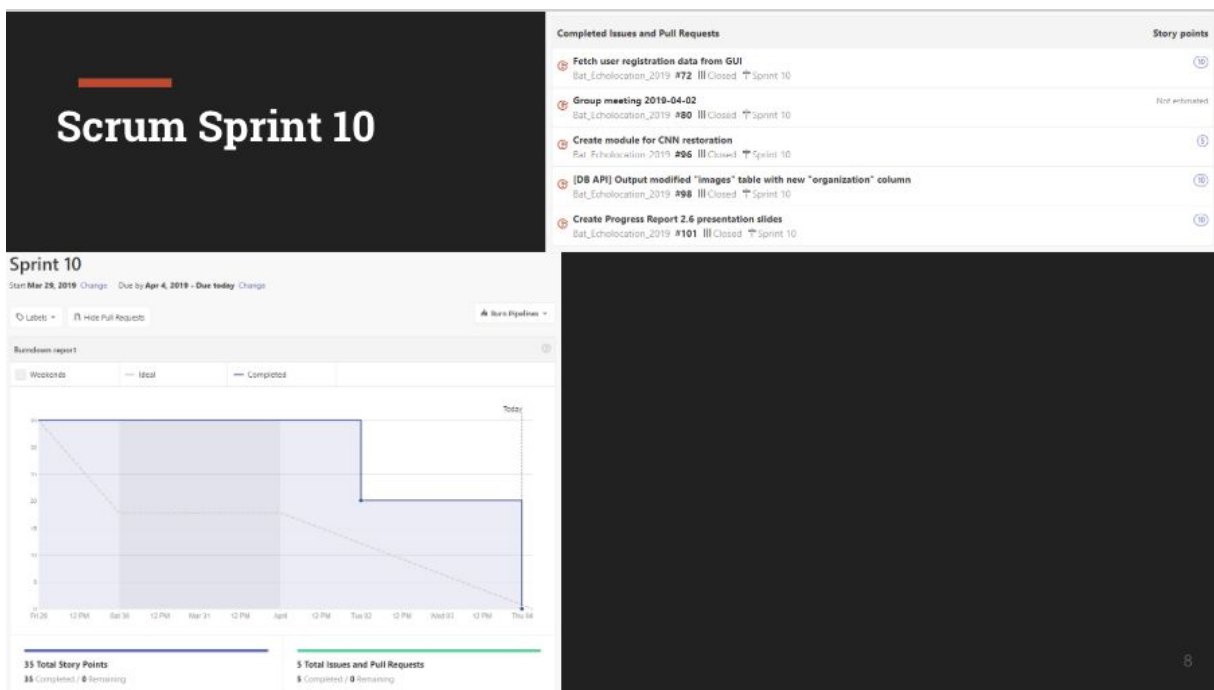 Scrum Sprint 10
Completed Issues and Pull Requests Story points
Fetch user registration data from GUI 10
Bat_Echolocation_2019 #72 Closed Sprint 10
Group meeting 2019-04-02 Not estimated
Bat_Echolocation_2019 #80 Closed Sprint 10
Create module for CNN restoration 5
Bat_Echolocation_2019 #96 Closed Sprint 10
[DB API] Output modified "images" table with new "organization" column 10
Bat_Echolocation_2019 #98 Closed Sprint 10
Create Progress Report 2.6 presentation slides 10
Bat_Echolocation_2019 #101 Closed Sprint 10
Sprint 10
Start Mar 29, 2019 Change Due by Apr 4, 2019 - Due today Change
Labels Hide Pull Requests Burn Pipelines
Burndown report
Weekends Ideal Completed
Today
20
15
10
5
0
12 PM Sat 30 12 PM Mar 31 12 PM April 12 PM Tue 02 12 PM Wed 03 12 PM Thu 04
35 Total Story Points 5 Total Issues and Pull Requests
35 Completed / 0 Remaining 5 Completed / 0 Remaining
8